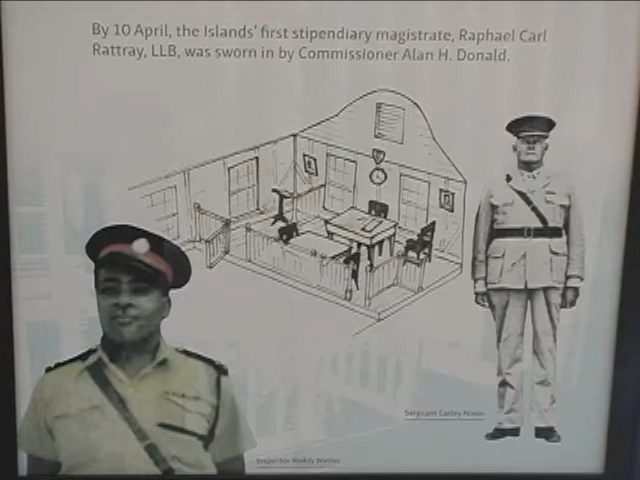 By 10 April, the Islands' first stipendiary magistrate, Raphael Carl
Rattray, LLB, was sworn in by Commissioner Alan H. Donald.
Sergeant Carley Nixon
Inspector Roddy Watler